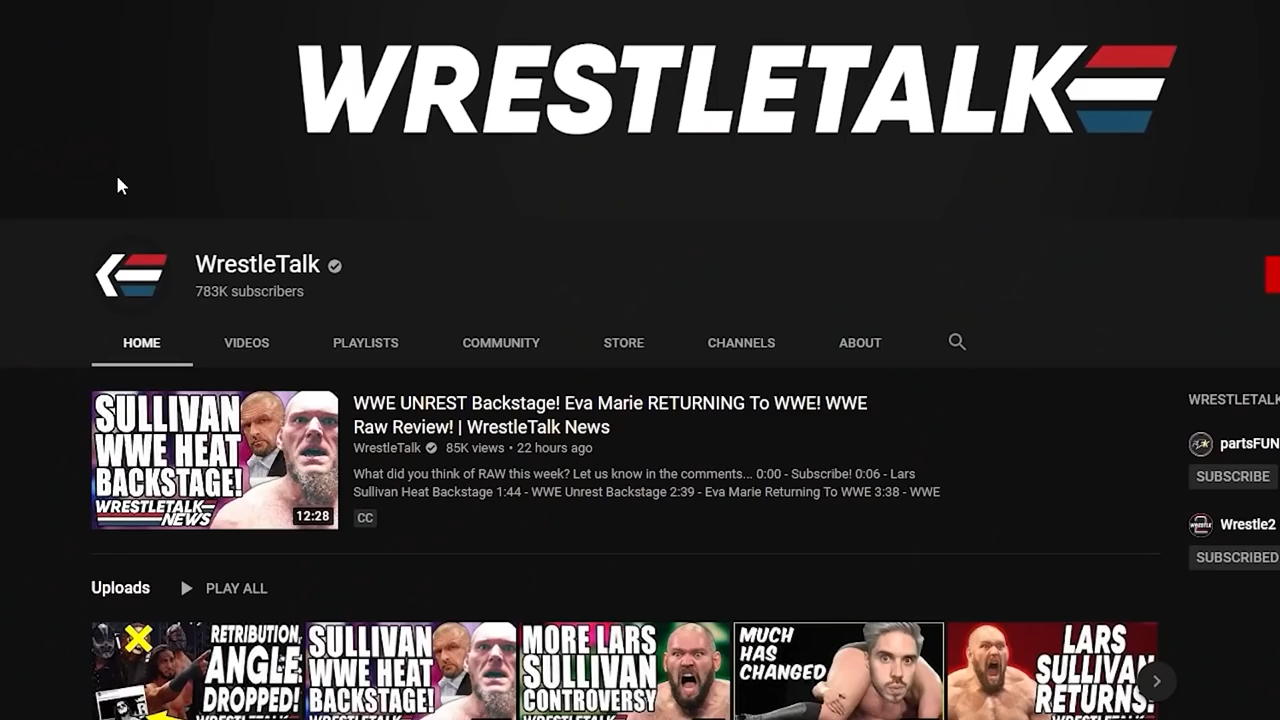 WRESTLETALK
WrestleTalk
783K subscribers
HOME VIDEOS PLAYLISTS COMMUNITY STORE CHANNELS ABOUT
SULLIVAN
WWE HEAT
BACKSTAGE!
WRESTLETALK
NEWS
12:28
WWE UNREST Backstage! Eva Marie RETURNING To WWE! WWE
Raw Review! | WrestleTalk News
WrestleTalk 85K views • 22 hours ago
What did you think of RAW this week? Let us know in the comments... 0:00 - Subscribe! 0:06 - Lars
Sullivan Heat Backstage 1:44 - WWE Unrest Backstage 2:39 - Eva Marie Returning To WWE 3:38 - WWE
CC
WRESTLETALK
partsFUN
SUBSCRIBE
Wrestle2
SUBSCRIBED
Uploads PLAY ALL
RETRIBUTION,
ANGLE
DROPPED!
SULLIVAN
WWE HEAT
BACKSTAGE!
MORE LARS
SULLIVAN
CONTROVERSY
MUCH
HAS
CHANGED
LARS
SULLIVAN
RETURNS!